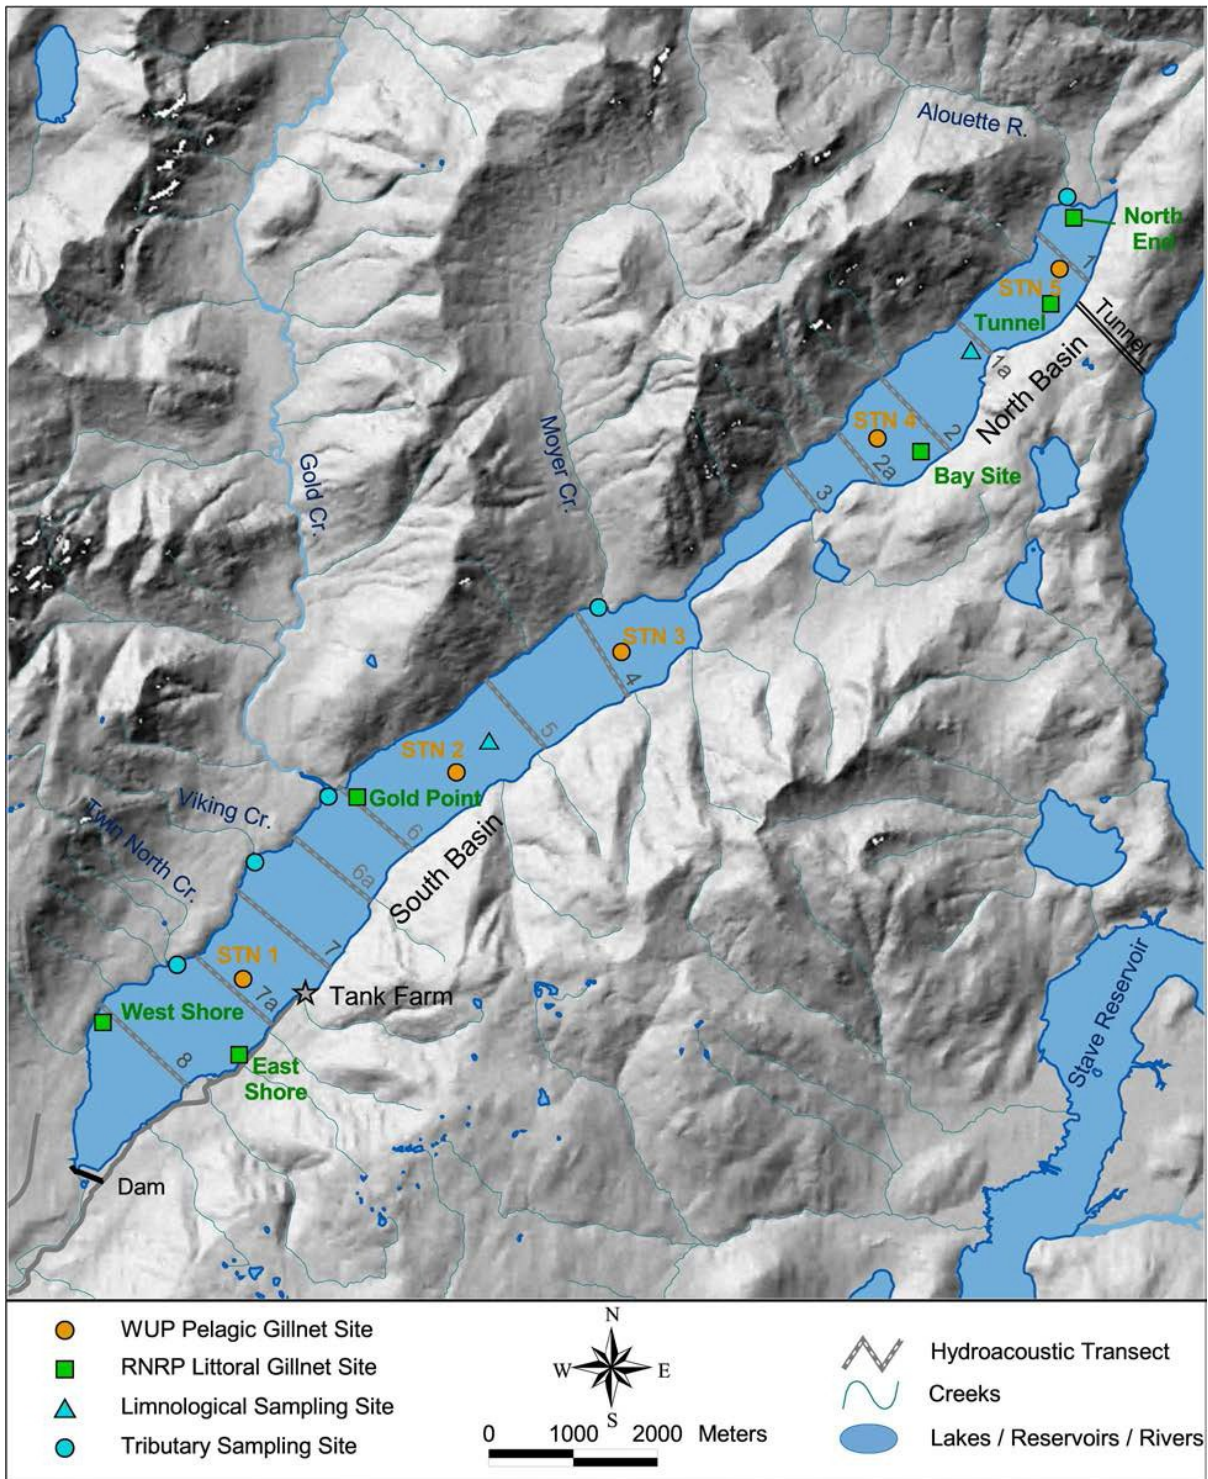 Alouette R.
North
End
1
STN 5
Tunnel
Tunnel
1a
North Basin
STN 4
2
2a
Bay Site
3
Moyer Cr.
Gold Cr.
STN 3
4
5
STN 2
Gold Point
6
Viking Cr.
Twin North Cr.
6a
South Basin
7
STN 1
7a
Tank Farm
West Shore
8
East
Shore
Stave Reservoir
Dam
WUP Pelagic Gillnet Site
RNRP Littoral Gillnet Site
Limnological Sampling Site
Tributary Sampling Site
N
W
E
S
0 1000 2000 Meters
Hydroacoustic Transect
Creeks
Lakes / Reservoirs / Rivers